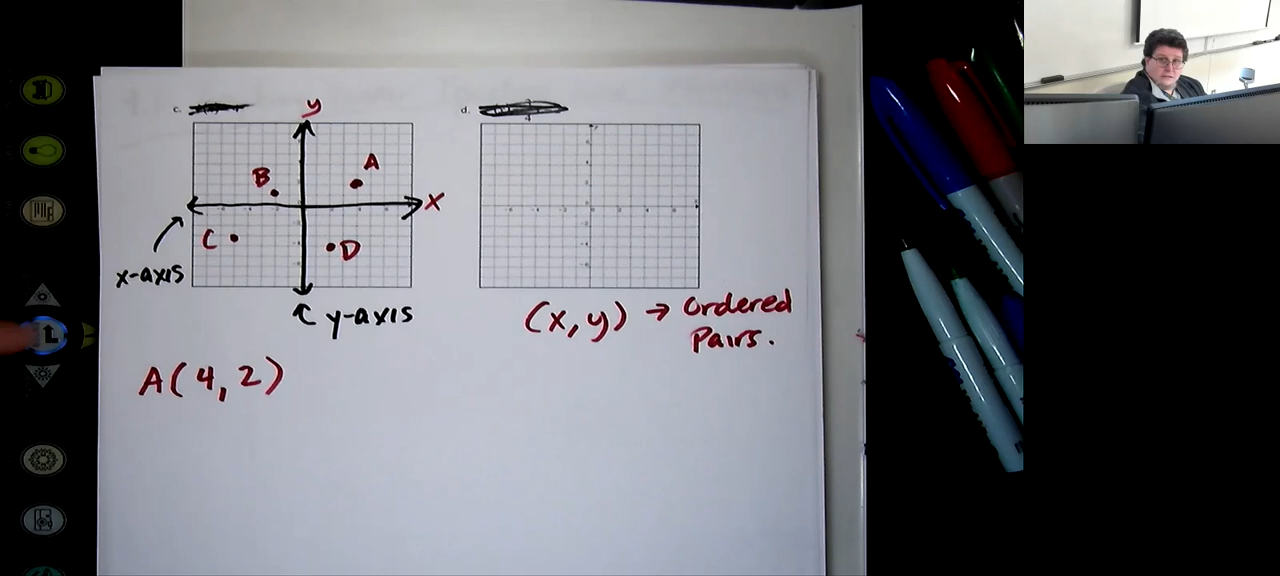 c.
d.
y
A
B
x
C
D
x-axis
y-axis
(x, y) → Ordered
Pairs.
A(4, 2)